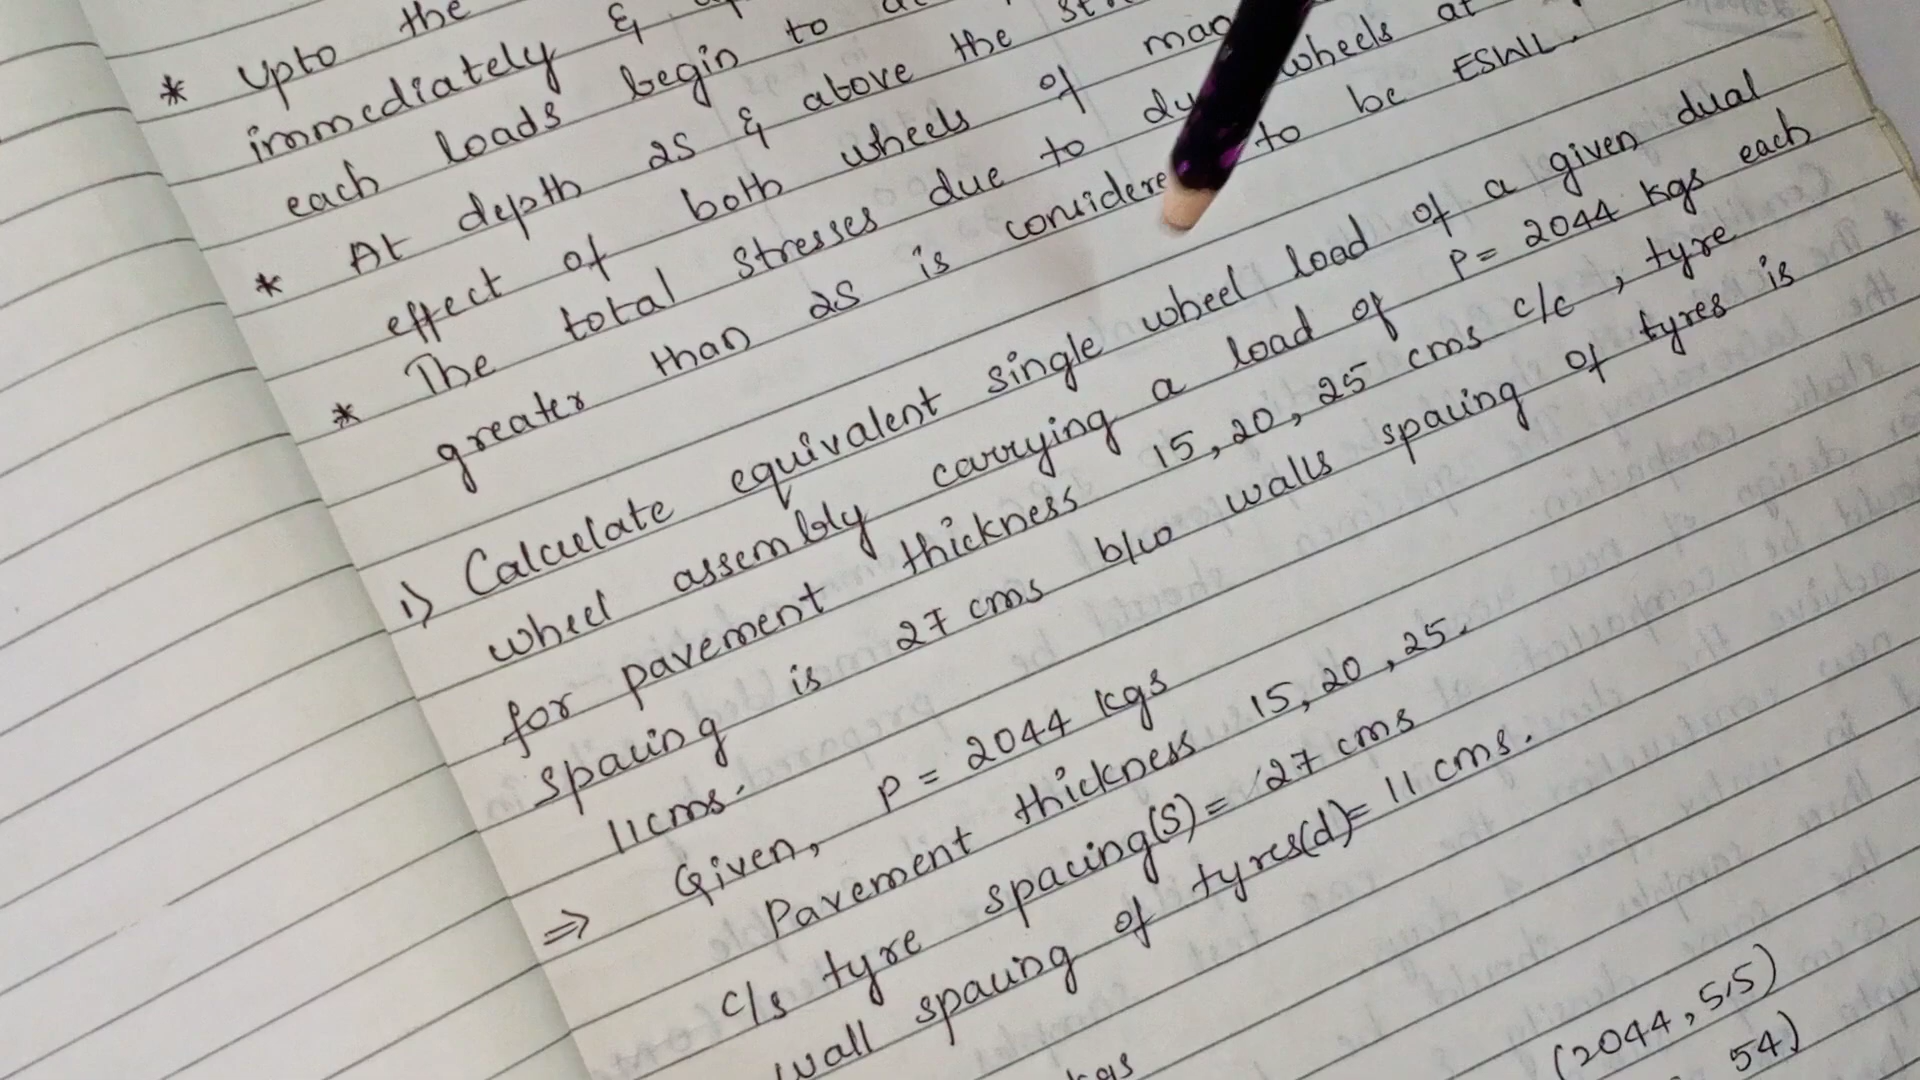 * Upto the
immediately &
each loads begin to
* At depth 2S & above the
effect of both wheels of
* The total stresses due to wheels at
greater than 2S is considere to be ESWL.
1) Calculate equivalent single wheel load of a given dual
wheel assembly carrying a load of P = 2044 kgs each
for pavement thickness 15, 20, 25 cms c/c, tyre
spacing is 27 cms b/w walls spacing of tyres is
11cms.
⇒ Given, P = 2044 kgs
Pavement thickness 15, 20, 25.
c/s tyre spacing(S) = 27 cms
wall spacing of tyres(d) = 11 cms.
kgs (2044, 5.5)
54)